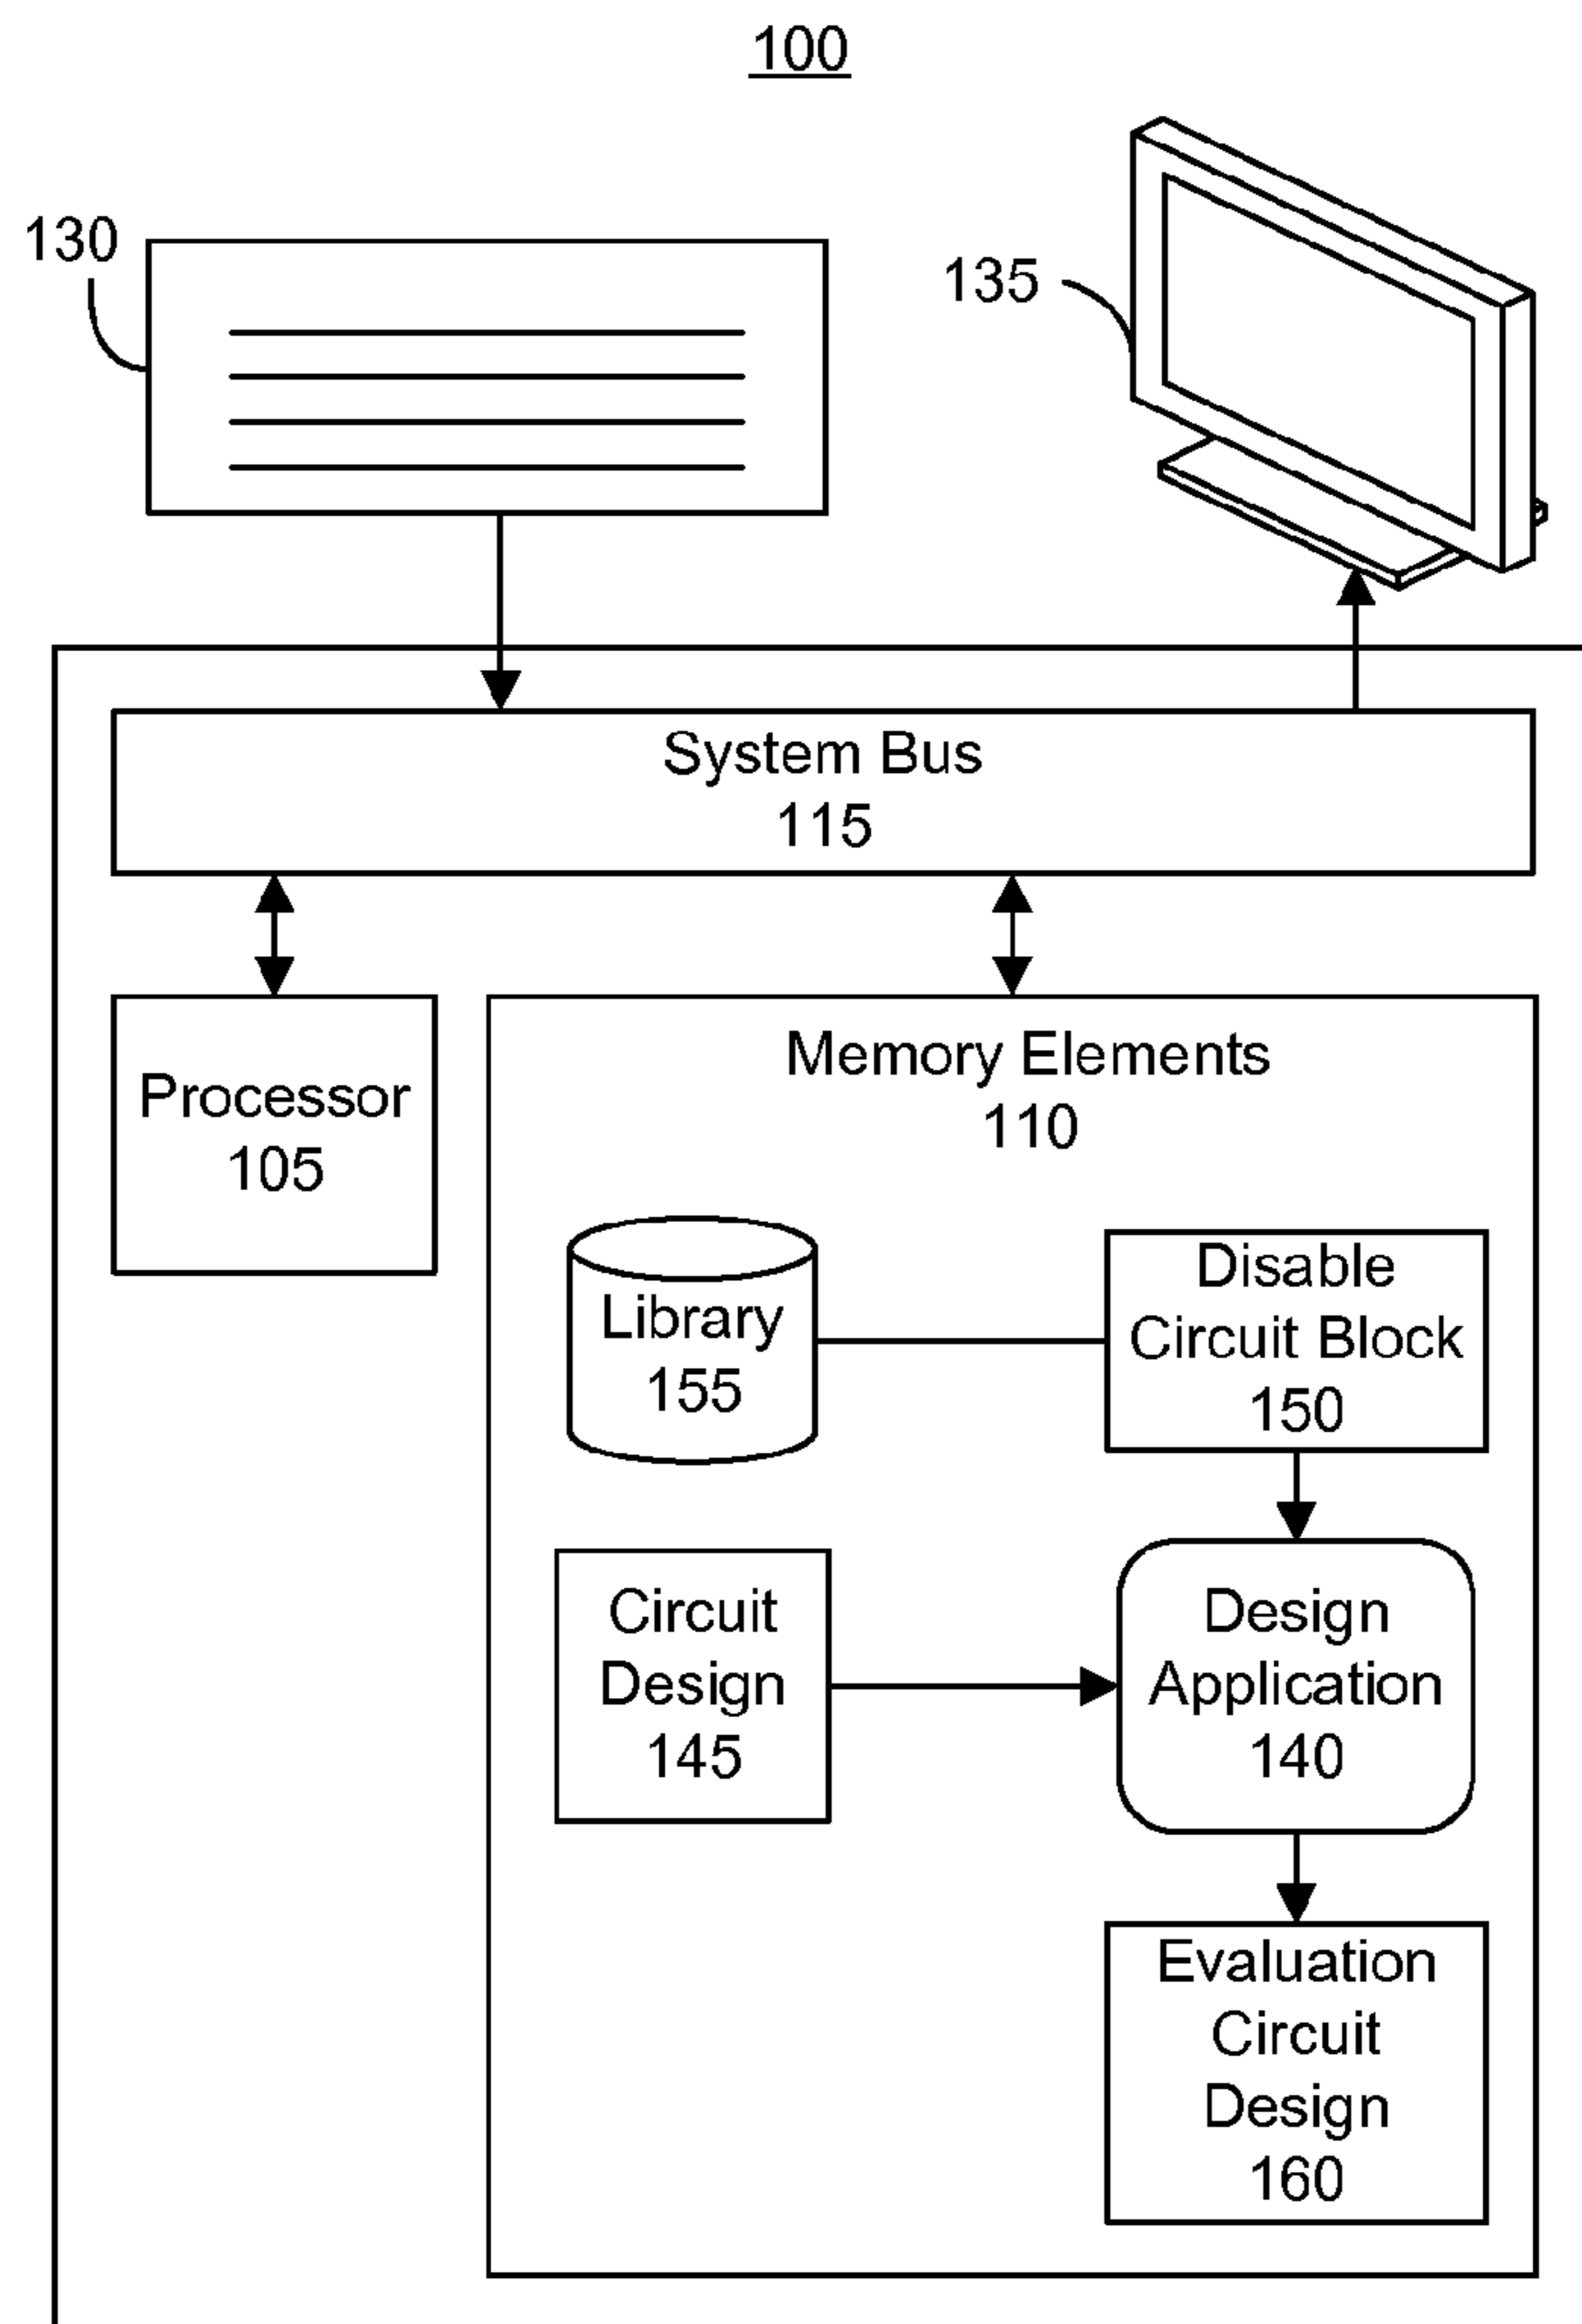 100
130
135
System Bus
115
Processor
105
Memory Elements
110
Library
155
Disable
Circuit Block
150
Circuit
Design
145
Design
Application
140
Evaluation
Circuit
Design
160